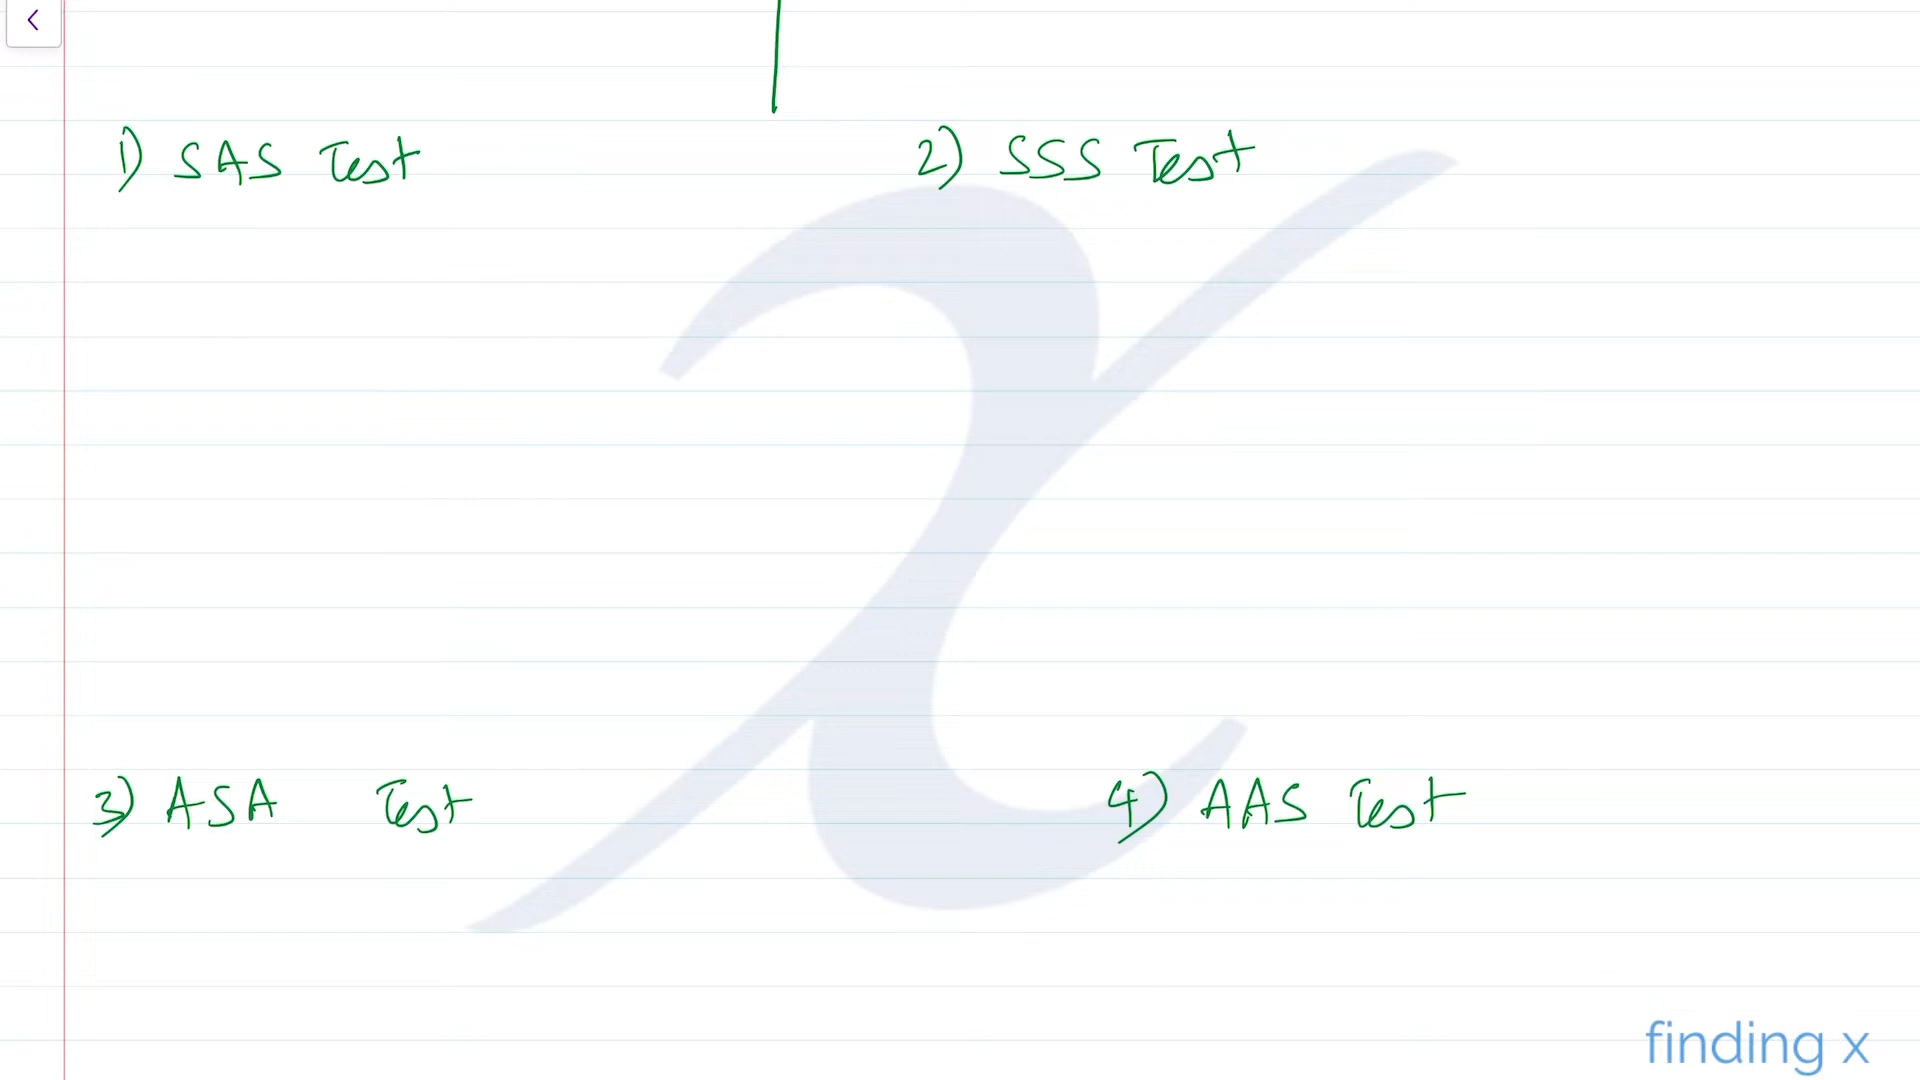 1) SAS Test
2) SSS Test
3) ASA Test
4) AAS Test
finding x